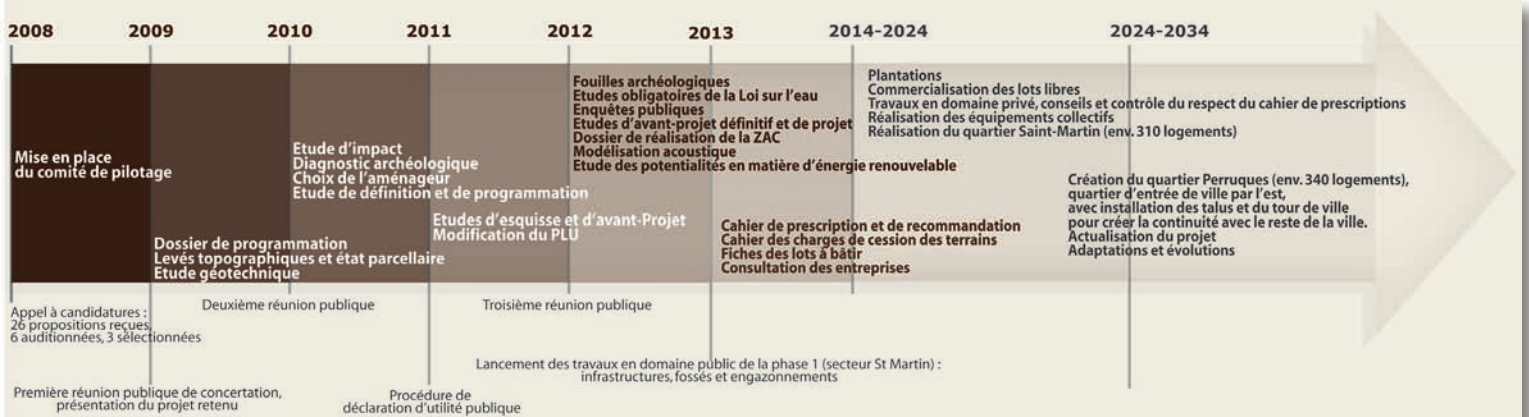 2008
2009
2010
2011
2012
2013
2014-2024
2024-2034
Mise en place
du comité de pilotage
Dossier de programmation
Levés topographiques et état parcellaire
Etude géotechnique
Etude d'impact
Diagnostic archéologique
Choix de l'aménageur
Etude de définition et de programmation
Etudes d'esquisse et d'avant-Projet
Modification du PLU
Fouilles archéologiques
Etudes obligatoires de la Loi sur l'eau
Enquêtes publiques
Etudes d'avant-projet définitif et de projet
Dossier de réalisation de la ZAC
Modélisation acoustique
Etude des potentialités en matière d'énergie renouvelable
Cahier de prescription et de recommandation
Cahier des charges de cession des terrains
Fiches des lots à bâtir
Consultation des entreprises
Plantations
Commercialisation des lots libres
Travaux en domaine privé, conseils et contrôle du respect du cahier de prescriptions
Réalisation des équipements collectifs
Réalisation du quartier Saint-Martin (env. 310 logements)
Création du quartier Perruques (env. 340 logements),
quartier d'entrée de ville par l'est,
avec installation des talus et du tour de ville
pour créer la continuité avec le reste de la ville.
Actualisation du projet
Adaptations et évolutions
Appel à candidatures :
26 propositions reçues,
6 auditionnées, 3 sélectionnées
Première réunion publique de concertation,
présentation du projet retenu
Deuxième réunion publique
Procédure de
déclaration d'utilité publique
Troisième réunion publique
Lancement des travaux en domaine public de la phase 1 (secteur St Martin) :
infrastructures, fossés et engazonnements